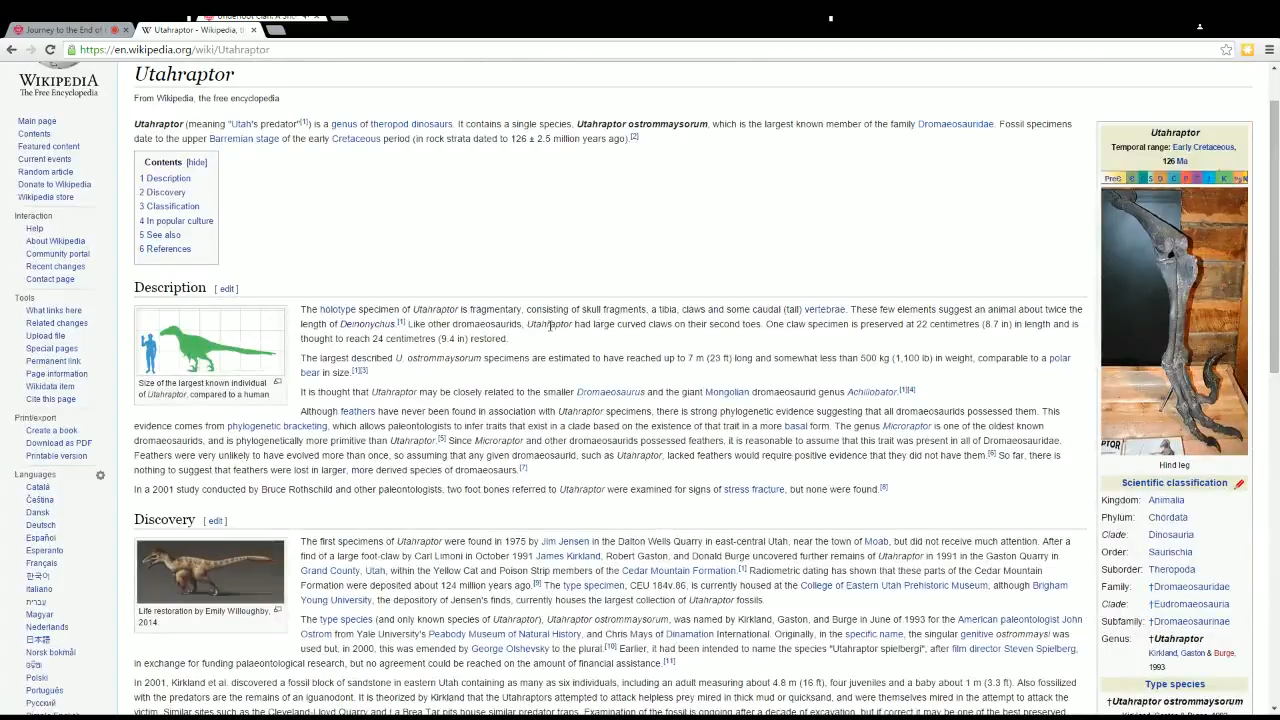 Journey to the End of
Utahraptor - Wikipedia, t
https://en.wikipedia.org/wiki/Utahraptor
WIKIPEDIA
The Free Encyclopedia
Main page
Contents
Featured content
Current events
Random article
Donate to Wikipedia
Wikipedia store
Interaction
Help
About Wikipedia
Community portal
Recent changes
Contact page
Tools
What links here
Related changes
Upload file
Special pages
Permanent link
Page information
Wikidata item
Cite this page
Print/export
Create a book
Download as PDF
Printable version
Languages
Català
Čeština
Dansk
Deutsch
Español
Esperanto
Français
한국어
Italiano
עברית
Magyar
Nederlands
日本語
Norsk bokmål
Polski
Português
Русский
Utahraptor
From Wikipedia, the free encyclopedia
Utahraptor (meaning "Utah's predator"[1]) is a genus of theropod dinosaurs. It contains a single species, Utahraptor ostrommaysorum, which is the largest known member of the family Dromaeosauridae. Fossil specimens
date to the upper Barremian stage of the early Cretaceous period (in rock strata dated to 126 ± 2.5 million years ago).[2]
Contents [hide]
1 Description
2 Discovery
3 Classification
4 In popular culture
5 See also
6 References
Description [ edit ]
Size of the largest known individual
of Utahraptor, compared to a human
The holotype specimen of Utahraptor is fragmentary, consisting of skull fragments, a tibia, claws and some caudal (tail) vertebrae. These few elements suggest an animal about twice the
length of Deinonychus.[1] Like other dromaeosaurids, Utahraptor had large curved claws on their second toes. One claw specimen is preserved at 22 centimetres (8.7 in) in length and is
thought to reach 24 centimetres (9.4 in) restored.
The largest described U. ostrommaysorum specimens are estimated to have reached up to 7 m (23 ft) long and somewhat less than 500 kg (1,100 lb) in weight, comparable to a polar
bear in size.[1][3]
It is thought that Utahraptor may be closely related to the smaller Dromaeosaurus and the giant Mongolian dromaeosaurid genus Achillobator.[1][4]
Although feathers have never been found in association with Utahraptor specimens, there is strong phylogenetic evidence suggesting that all dromaeosaurids possessed them. This
evidence comes from phylogenetic bracketing, which allows paleontologists to infer traits that exist in a clade based on the existence of that trait in a more basal form. The genus Microraptor is one of the oldest known
dromaeosaurids, and is phylogenetically more primitive than Utahraptor.[5] Since Microraptor and other dromaeosaurids possessed feathers, it is reasonable to assume that this trait was present in all of Dromaeosauridae.
Feathers were very unlikely to have evolved more than once, so assuming that any given dromaeosaurid, such as Utahraptor, lacked feathers would require positive evidence that they did not have them.[6] So far, there is
nothing to suggest that feathers were lost in larger, more derived species of dromaeosaurs.[7]
In a 2001 study conducted by Bruce Rothschild and other paleontologists, two foot bones referred to Utahraptor were examined for signs of stress fracture, but none were found.[8]
Discovery [ edit ]
Life restoration by Emily Willoughby,
2014.
The first specimens of Utahraptor were found in 1975 by Jim Jensen in the Dalton Wells Quarry in east-central Utah, near the town of Moab, but did not receive much attention. After a
find of a large foot-claw by Carl Limoni in October 1991 James Kirkland, Robert Gaston, and Donald Burge uncovered further remains of Utahraptor in 1991 in the Gaston Quarry in
Grand County, Utah, within the Yellow Cat and Poison Strip members of the Cedar Mountain Formation.[1] Radiometric dating has shown that these parts of the Cedar Mountain
Formation were deposited about 124 million years ago.[9] The type specimen, CEU 184v.86, is currently housed at the College of Eastern Utah Prehistoric Museum, although Brigham
Young University, the depository of Jensen's finds, currently houses the largest collection of Utahraptor fossils.
The type species (and only known species of Utahraptor), Utahraptor ostrommaysorum, was named by Kirkland, Gaston, and Burge in June of 1993 for the American paleontologist John
Ostrom from Yale University's Peabody Museum of Natural History, and Chris Mays of Dinamation International. Originally, in the specific name, the singular genitive ostrommaysi was
used but, in 2000, this was emended by George Olshevsky to the plural.[10] Earlier, it had been intended to name the species "Utahraptor spielbergi", after film director Steven Spielberg,
in exchange for funding palaeontological research, but no agreement could be reached on the amount of financial assistance.[11]
In 2001, Kirkland et al. discovered a fossil block of sandstone in eastern Utah containing as many as six individuals, including an adult measuring about 4.8 m (16 ft), four juveniles and a baby about 1 m (3.3 ft). Also fossilized
with the predators are the remains of an iguanodont. It is theorized by Kirkland that the Utahraptors attempted to attack helpless prey mired in thick mud or quicksand, and were themselves mired in the attempt to attack the
victim. Similar sites such as the Cleveland-Lloyd Quarry and La Brea Tar pits house similar predator traps. Examination of the fossil is ongoing after a decade of excavation, but if correct it may be one of the best preserved
Utahraptor
Temporal range: Early Cretaceous,
126 Ma
PreЄ Є O S D C P T J K Pg N
PTOR
Hind leg
Scientific classification
Kingdom: Animalia
Phylum: Chordata
Clade: Dinosauria
Order: Saurischia
Suborder: Theropoda
Family: †Dromaeosauridae
Clade: †Eudromaeosauria
Subfamily: †Dromaeosaurinae
Genus: †Utahraptor
Kirkland, Gaston & Burge,
1993
Type species
†Utahraptor ostrommaysorum